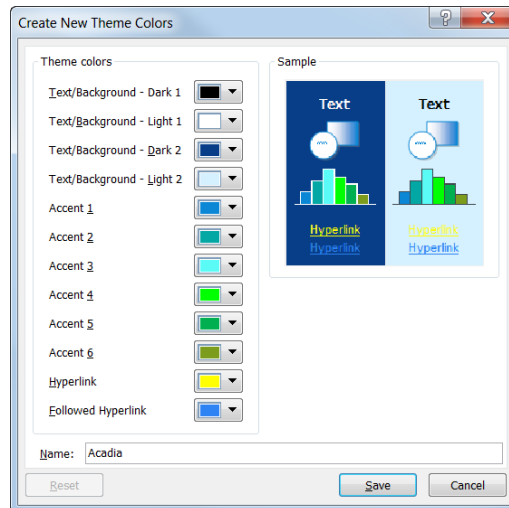 Create New Theme Colors
Theme colors
Text/Background - Dark 1
Text/Background - Light 1
Text/Background - Dark 2
Text/Background - Light 2
Accent 1
Accent 2
Accent 3
Accent 4
Accent 5
Accent 6
Hyperlink
Followed Hyperlink
Sample
Text Text
Hyperlink Hyperlink
Hyperlink Hyperlink
Name: Acadia
Reset Save Cancel